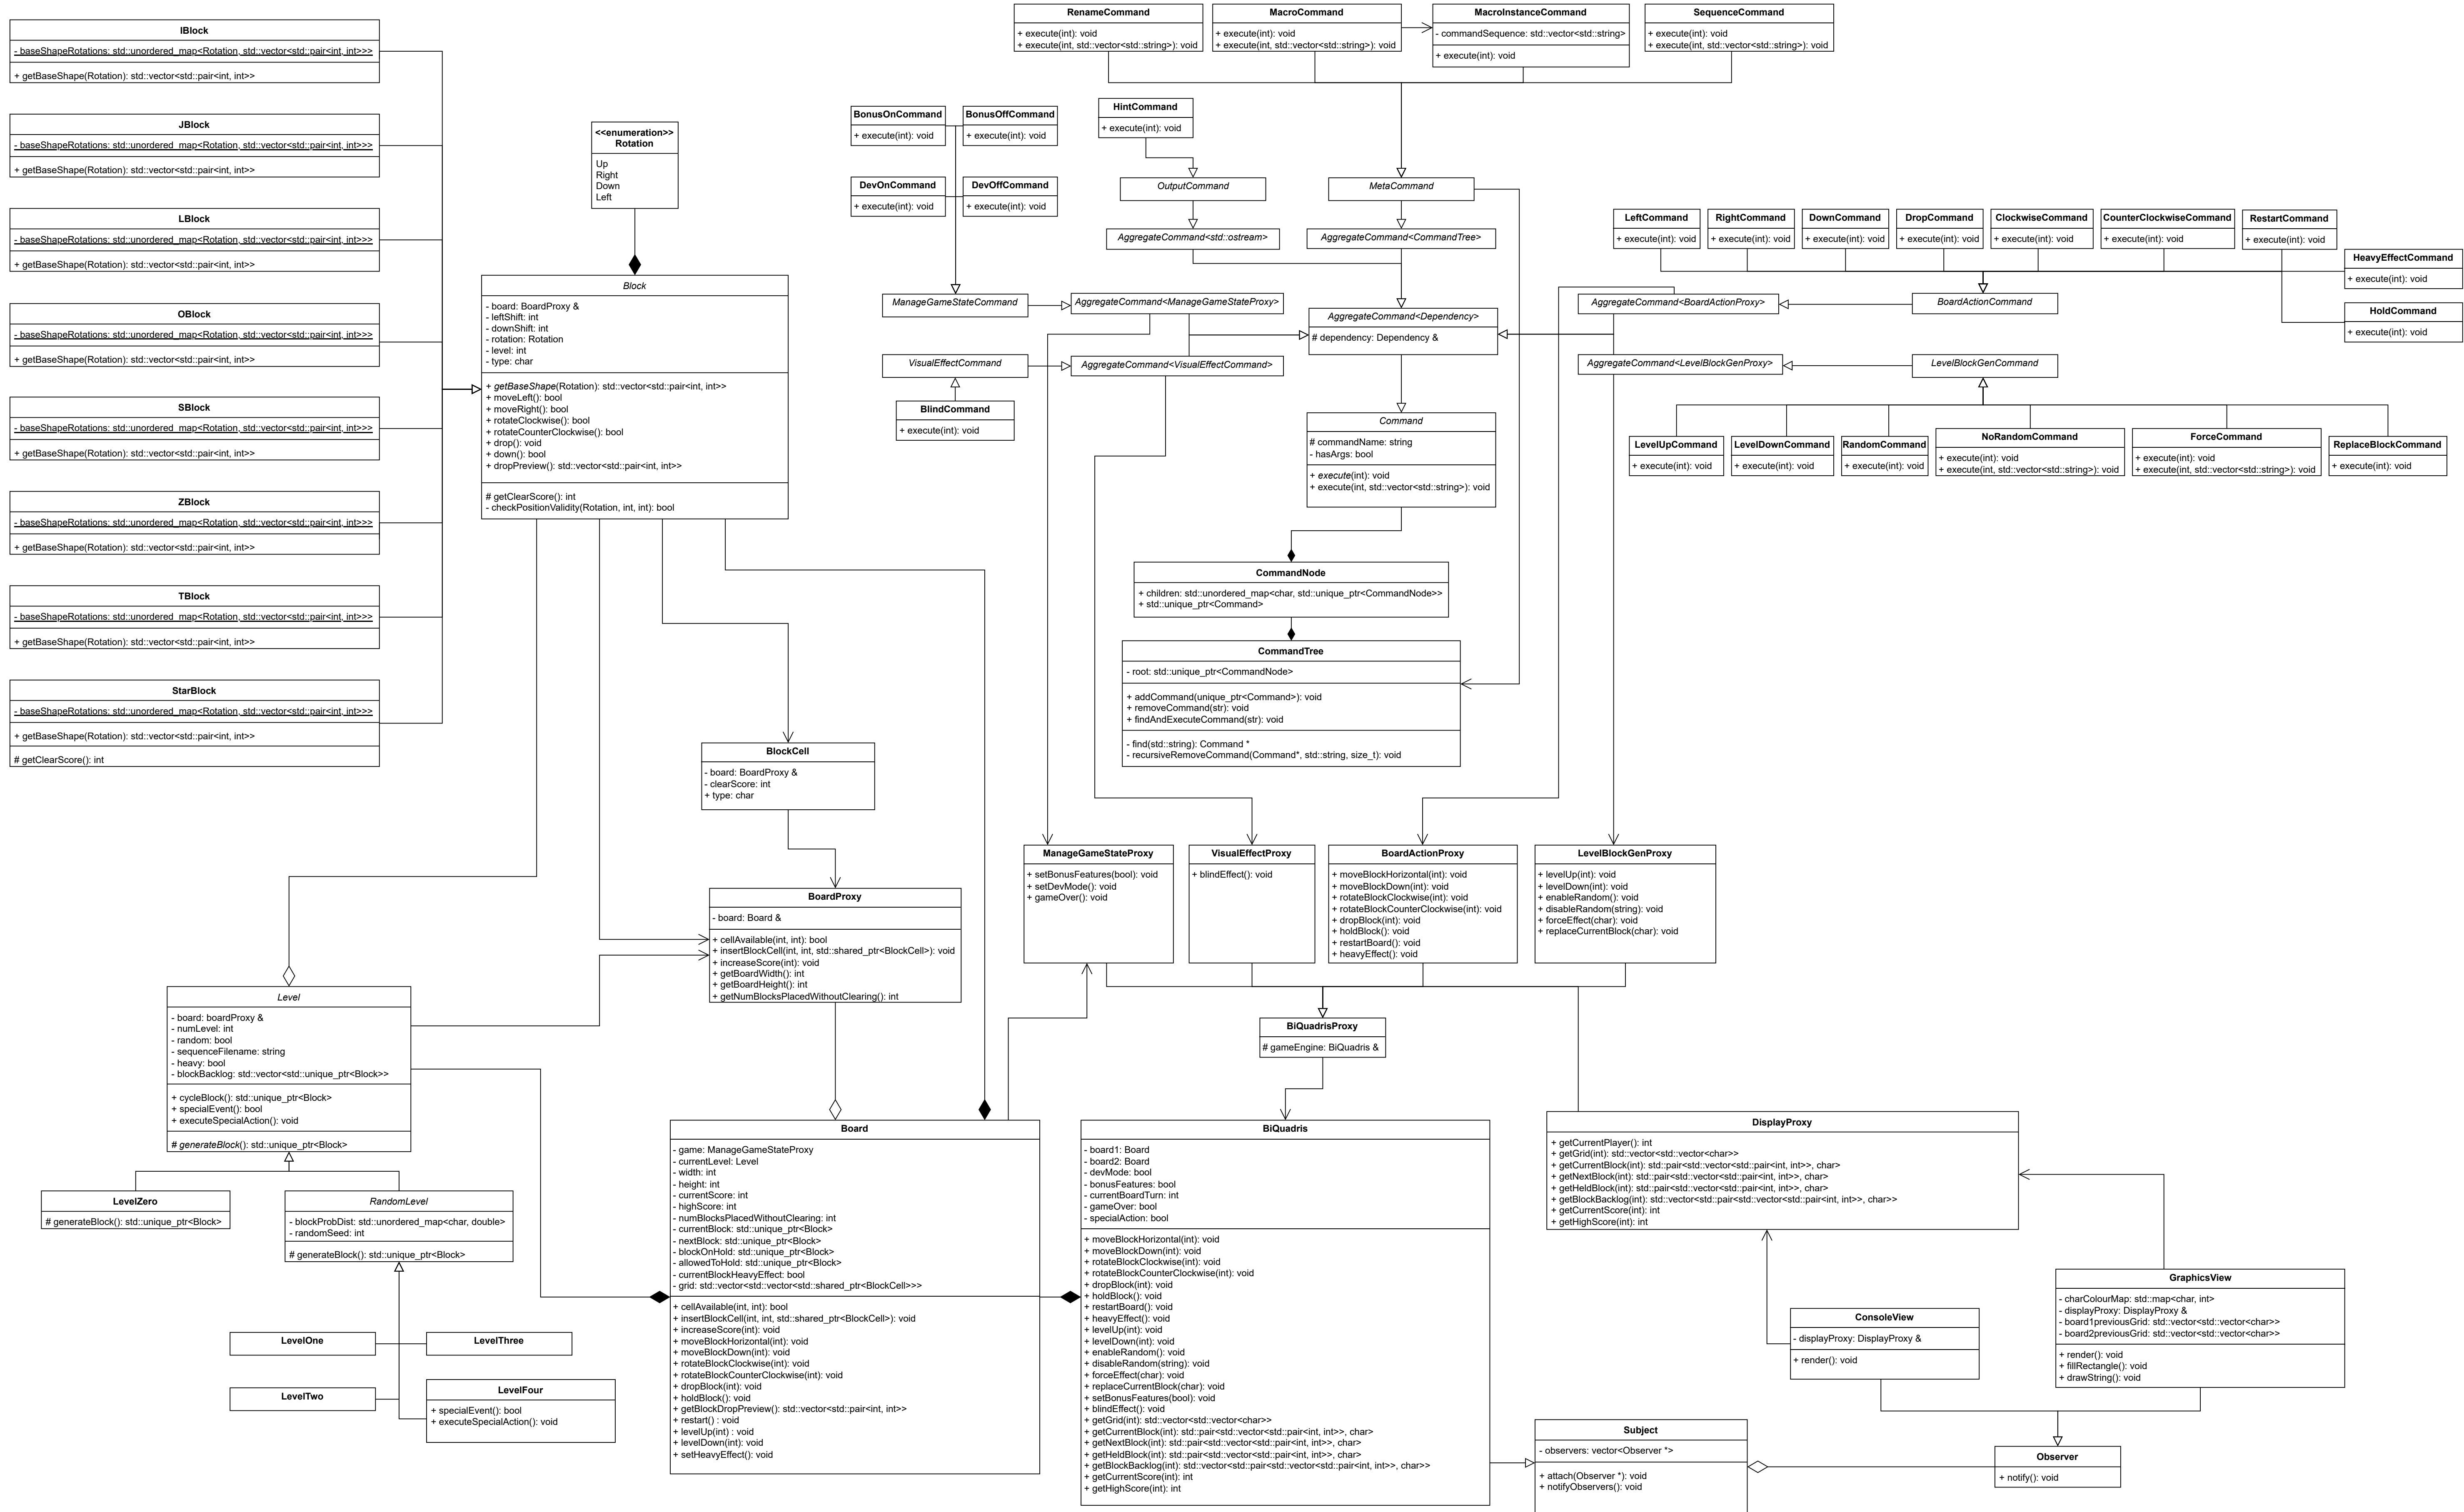 IBlock
- baseShapeRotations: std::unordered_map<Rotation, std::vector<std::pair<int, int>>>
+ getBaseShape(Rotation): std::vector<std::pair<int, int>>
JBlock
- baseShapeRotations: std::unordered_map<Rotation, std::vector<std::pair<int, int>>>
+ getBaseShape(Rotation): std::vector<std::pair<int, int>>
LBlock
- baseShapeRotations: std::unordered_map<Rotation, std::vector<std::pair<int, int>>>
+ getBaseShape(Rotation): std::vector<std::pair<int, int>>
OBlock
- baseShapeRotations: std::unordered_map<Rotation, std::vector<std::pair<int, int>>>
+ getBaseShape(Rotation): std::vector<std::pair<int, int>>
SBlock
- baseShapeRotations: std::unordered_map<Rotation, std::vector<std::pair<int, int>>>
+ getBaseShape(Rotation): std::vector<std::pair<int, int>>
ZBlock
- baseShapeRotations: std::unordered_map<Rotation, std::vector<std::pair<int, int>>>
+ getBaseShape(Rotation): std::vector<std::pair<int, int>>
TBlock
- baseShapeRotations: std::unordered_map<Rotation, std::vector<std::pair<int, int>>>
+ getBaseShape(Rotation): std::vector<std::pair<int, int>>
StarBlock
- baseShapeRotations: std::unordered_map<Rotation, std::vector<std::pair<int, int>>>
+ getBaseShape(Rotation): std::vector<std::pair<int, int>>
# getClearScore(): int
<<enumeration>>
Rotation
Up
Right
Down
Left
Block
- board: BoardProxy &
- leftShift: int
- downShift: int
- rotation: Rotation
- level: int
- type: char
+ getBaseShape(Rotation): std::vector<std::pair<int, int>>
+ moveLeft(): bool
+ moveRight(): bool
+ rotateClockwise(): bool
+ rotateCounterClockwise(): bool
+ drop(): void
+ down(): bool
+ dropPreview(): std::vector<std::pair<int, int>>
# getClearScore(): int
- checkPositionValidity(Rotation, int, int): bool
RenameCommand
+ execute(int): void
+ execute(int, std::vector<std::string>): void
MacroCommand
+ execute(int): void
+ execute(int, std::vector<std::string>): void
MacroInstanceCommand
- commandSequence: std::vector<std::string>
+ execute(int): void
SequenceCommand
+ execute(int): void
+ execute(int, std::vector<std::string>): void
BonusOnCommand
+ execute(int): void
BonusOffCommand
+ execute(int): void
DevOnCommand
+ execute(int): void
DevOffCommand
+ execute(int): void
HintCommand
+ execute(int): void
OutputCommand
MetaCommand
AggregateCommand<std::ostream>
AggregateCommand<CommandTree>
ManageGameStateCommand
AggregateCommand<ManageGameStateProxy>
VisualEffectCommand
AggregateCommand<VisualEffectCommand>
BlindCommand
+ execute(int): void
AggregateCommand<Dependency>
# dependency: Dependency &
Command
# commandName: string
- hasArgs: bool
+ execute(int): void
+ execute(int, std::vector<std::string>): void
CommandNode
+ children: std::unordered_map<char, std::unique_ptr<CommandNode>>
+ std::unique_ptr<Command>
CommandTree
- root: std::unique_ptr<CommandNode>
+ addCommand(unique_ptr<Command>): void
+ removeCommand(str): void
+ findAndExecuteCommand(str): void
- find(std::string): Command *
- recursiveRemoveCommand(Command*, std::string, size_t): void
LeftCommand
+ execute(int): void
RightCommand
+ execute(int): void
DownCommand
+ execute(int): void
DropCommand
+ execute(int): void
ClockwiseCommand
+ execute(int): void
CounterClockwiseCommand
+ execute(int): void
RestartCommand
+ execute(int): void
HeavyEffectCommand
+ execute(int): void
HoldCommand
+ execute(int): void
AggregateCommand<BoardActionProxy>
BoardActionCommand
AggregateCommand<LevelBlockGenProxy>
LevelBlockGenCommand
LevelUpCommand
+ execute(int): void
LevelDownCommand
+ execute(int): void
RandomCommand
+ execute(int): void
NoRandomCommand
+ execute(int): void
+ execute(int, std::vector<std::string>): void
ForceCommand
+ execute(int): void
+ execute(int, std::vector<std::string>): void
ReplaceBlockCommand
+ execute(int): void
BlockCell
- board: BoardProxy &
- clearScore: int
+ type: char
BoardProxy
- board: Board &
+ cellAvailable(int, int): bool
+ insertBlockCell(int, int, std::shared_ptr<BlockCell>): void
+ increaseScore(int): void
+ getBoardWidth(): int
+ getBoardHeight(): int
+ getNumBlocksPlacedWithoutClearing(): int
ManageGameStateProxy
+ setBonusFeatures(bool): void
+ setDevMode(): void
+ gameOver(): void
VisualEffectProxy
+ blindEffect(): void
BoardActionProxy
+ moveBlockHorizontal(int): void
+ moveBlockDown(int): void
+ rotateBlockClockwise(int): void
+ rotateBlockCounterClockwise(int): void
+ dropBlock(int): void
+ holdBlock(): void
+ restartBoard(): void
+ heavyEffect(): void
LevelBlockGenProxy
+ levelUp(int): void
+ levelDown(int): void
+ enableRandom(): void
+ disableRandom(string): void
+ forceEffect(char): void
+ replaceCurrentBlock(char): void
BiQuadrisProxy
# gameEngine: BiQuadris &
Level
- board: boardProxy &
- numLevel: int
- random: bool
- sequenceFilename: string
- heavy: bool
- blockBacklog: std::vector<std::unique_ptr<Block>>
+ cycleBlock(): std::unique_ptr<Block>
+ specialEvent(): bool
+ executeSpecialAction(): void
# generateBlock(): std::unique_ptr<Block>
LevelZero
# generateBlock(): std::unique_ptr<Block>
RandomLevel
- blockProbDist: std::unordered_map<char, double>
- randomSeed: int
# generateBlock(): std::unique_ptr<Block>
LevelOne
LevelThree
LevelTwo
LevelFour
+ specialEvent(): bool
+ executeSpecialAction(): void
Board
- game: ManageGameStateProxy
- currentLevel: Level
- width: int
- height: int
- currentScore: int
- highScore: int
- numBlocksPlacedWithoutClearing: int
- currentBlock: std::unique_ptr<Block>
- nextBlock: std::unique_ptr<Block>
- blockOnHold: std::unique_ptr<Block>
- allowedToHold: std::unique_ptr<Block>
- currentBlockHeavyEffect: bool
- grid: std::vector<std::vector<std::shared_ptr<BlockCell>>>
+ cellAvailable(int, int): bool
+ insertBlockCell(int, int, std::shared_ptr<BlockCell>): void
+ increaseScore(int): void
+ moveBlockHorizontal(int): void
+ moveBlockDown(int): void
+ rotateBlockClockwise(int): void
+ rotateBlockCounterClockwise(int): void
+ dropBlock(int): void
+ holdBlock(): void
+ getBlockDropPreview(): std::vector<std::pair<int, int>>
+ restart() : void
+ levelUp(int) : void
+ levelDown(int): void
+ setHeavyEffect(): void
BiQuadris
- board1: Board
- board2: Board
- devMode: bool
- bonusFeatures: bool
- currentBoardTurn: int
- gameOver: bool
- specialAction: bool
+ moveBlockHorizontal(int): void
+ moveBlockDown(int): void
+ rotateBlockClockwise(int): void
+ rotateBlockCounterClockwise(int): void
+ dropBlock(int): void
+ holdBlock(): void
+ restartBoard(): void
+ heavyEffect(): void
+ levelUp(int): void
+ levelDown(int): void
+ enableRandom(): void
+ disableRandom(string): void
+ forceEffect(char): void
+ replaceCurrentBlock(char): void
+ setBonusFeatures(bool): void
+ blindEffect(): void
+ getGrid(int): std::vector<std::vector<char>>
+ getCurrentBlock(int): std::pair<std::vector<std::pair<int, int>>, char>
+ getNextBlock(int): std::pair<std::vector<std::pair<int, int>>, char>
+ getHeldBlock(int): std::pair<std::vector<std::pair<int, int>>, char>
+ getBlockBacklog(int): std::vector<std::pair<std::vector<std::pair<int, int>>, char>>
+ getCurrentScore(int): int
+ getHighScore(int): int
DisplayProxy
+ getCurrentPlayer(): int
+ getGrid(int): std::vector<std::vector<char>>
+ getCurrentBlock(int): std::pair<std::vector<std::pair<int, int>>, char>
+ getNextBlock(int): std::pair<std::vector<std::pair<int, int>>, char>
+ getHeldBlock(int): std::pair<std::vector<std::pair<int, int>>, char>
+ getBlockBacklog(int): std::vector<std::pair<std::vector<std::pair<int, int>>, char>>
+ getCurrentScore(int): int
+ getHighScore(int): int
ConsoleView
- displayProxy: DisplayProxy &
+ render(): void
GraphicsView
- charColourMap: std::map<char, int>
- displayProxy: DisplayProxy &
- board1previousGrid: std::vector<std::vector<char>>
- board2previousGrid: std::vector<std::vector<char>>
+ render(): void
+ fillRectangle(): void
+ drawString(): void
Subject
- observers: vector<Observer *>
+ attach(Observer *): void
+ notifyObservers(): void
Observer
+ notify(): void